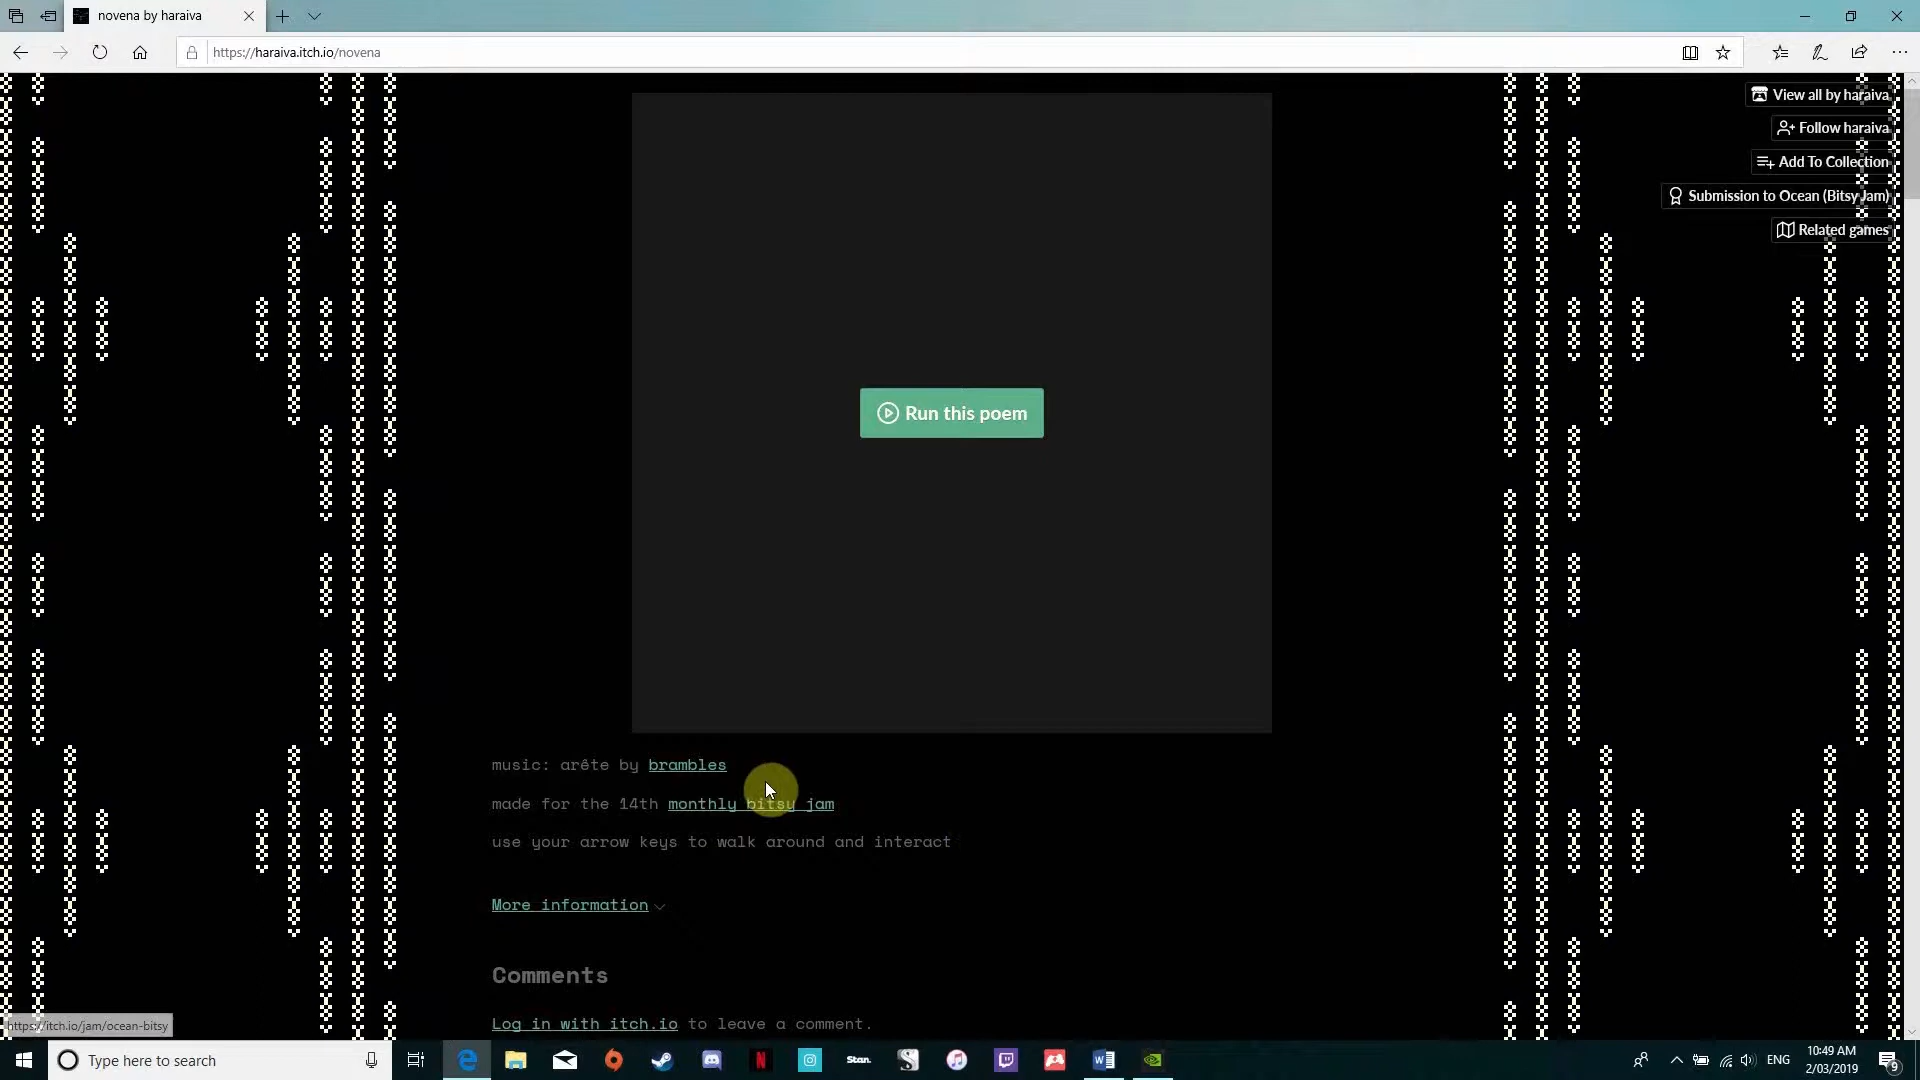 novena by haraiva
https://haraiva.itch.io/novena
View all by haraiva
Follow haraiva
Add To Collection
Submission to Ocean (Bitsy Jam)
Related games
Run this poem
music: arête by brambles
made for the 14th monthly bitsy jam
use your arrow keys to walk around and interact
More information
Comments
Log in with itch.io to leave a comment.
https://itch.io/jam/ocean-bitsy
Type here to search
Stan.
ENG
10:49 AM
2/03/2019
9